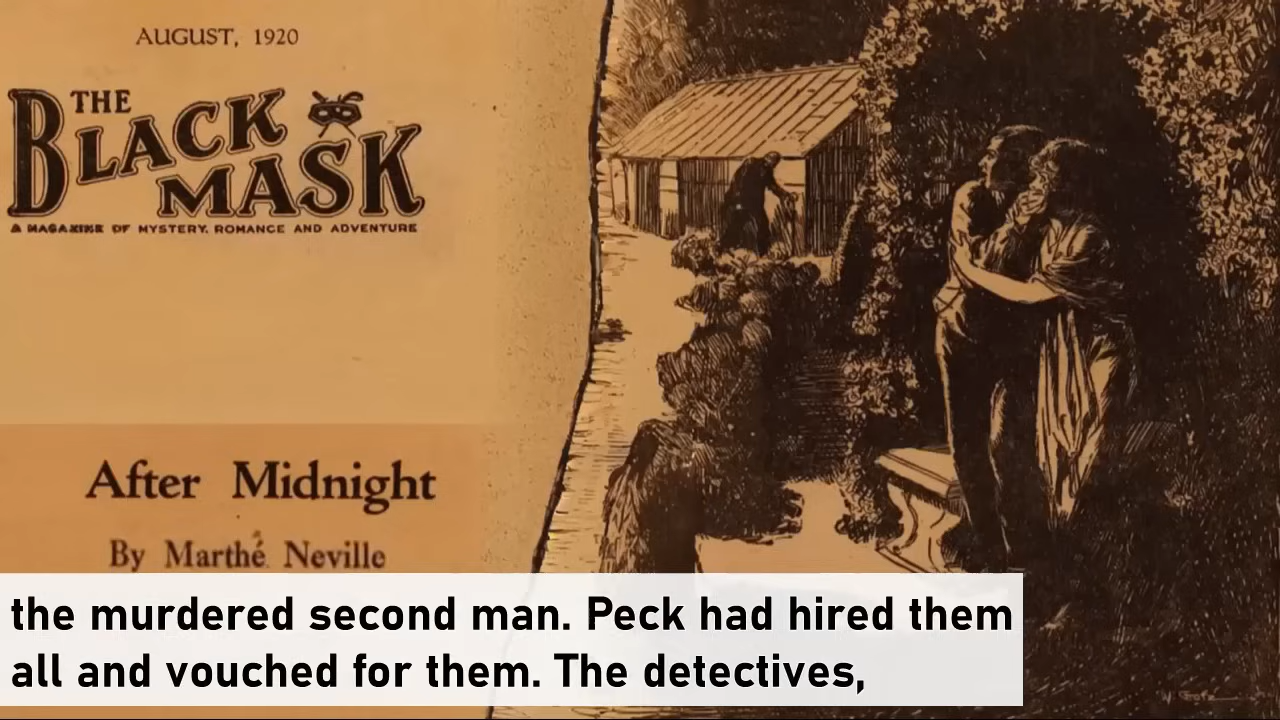 AUGUST, 1920
THE
BLACK
MASK
A MAGAZINE OF MYSTERY, ROMANCE AND ADVENTURE
After Midnight
By Marthe Neville
the murdered second man. Peck had hired them
all and vouched for them. The detectives,